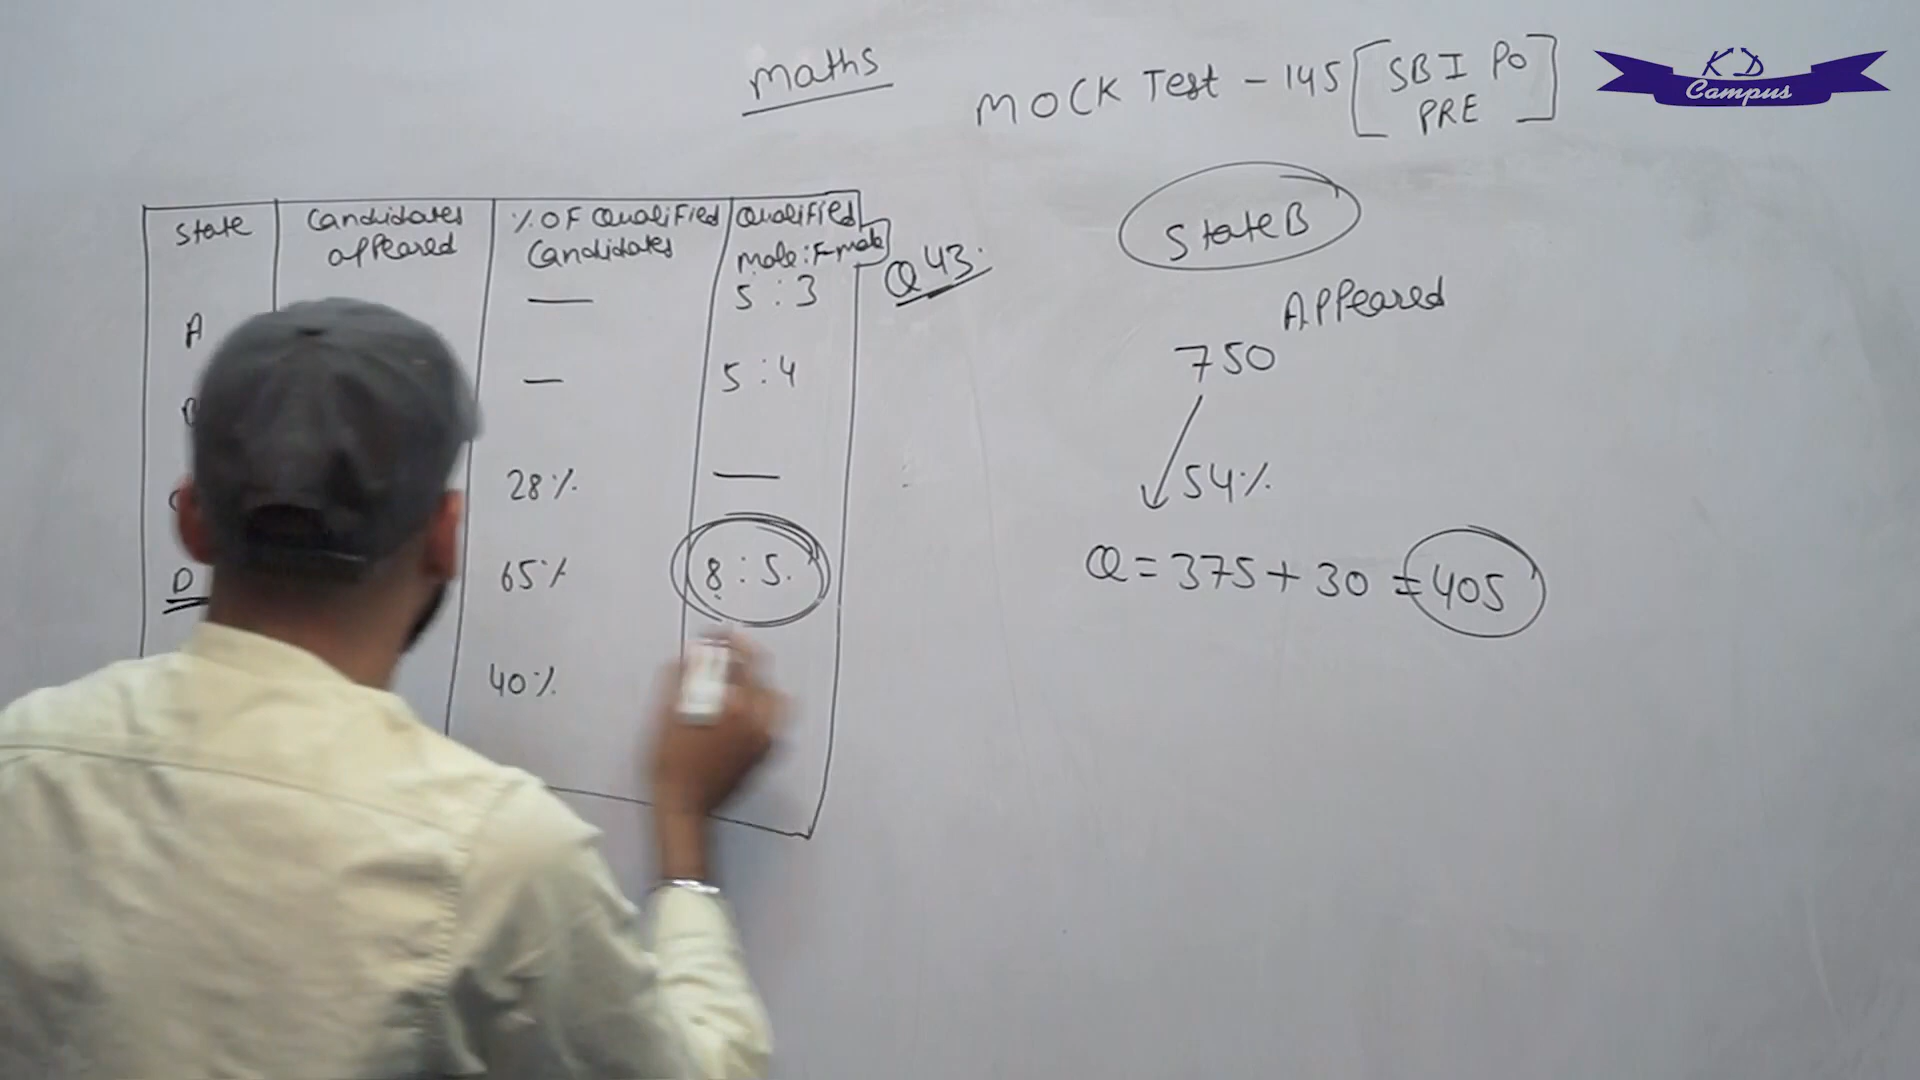 maths
MOCK Test - 145 [SBI PO PRE]
KD Campus
State
Candidates appeared
% OF Qualified Candidates
Qualified male : Female
A
—
5 : 3
—
5 : 4
28%
—
D
65%
8 : 5.
40%
Q 43.
State B
Appeared
750
54%
Q = 375 + 30 = 405